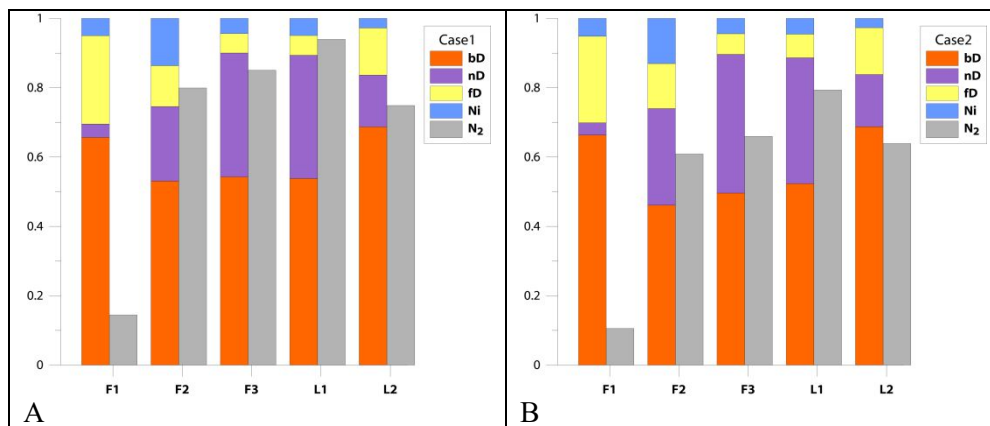 1
0.8
0.6
0.4
0.2
0
F1 F2 F3 L1 L2
Case1
bD
nD
fD
Ni
N₂
A
1
0.8
0.6
0.4
0.2
0
F1 F2 F3 L1 L2
Case2
bD
nD
fD
Ni
N₂
B